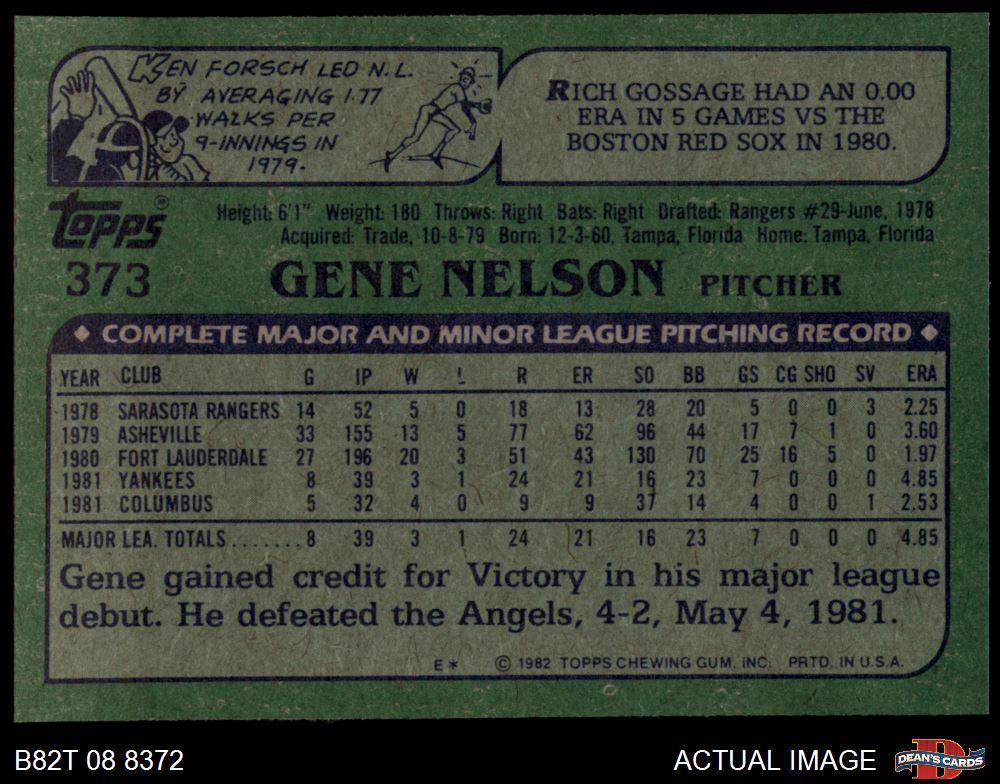 KEN FORSCH LED N.L.
BY AVERAGING 1.77
WALKS PER
9-INNINGS IN
1979.
RICH GOSSAGE HAD AN 0.00
ERA IN 5 GAMES VS THE
BOSTON RED SOX IN 1980.
Topps®
Height: 6'1" Weight: 180 Throws: Right Bats: Right Drafted: Rangers #29-June, 1978
Acquired: Trade, 10-8-79 Born: 12-3-60, Tampa, Florida Home: Tampa, Florida
373 GENE NELSON PITCHER
◆ COMPLETE MAJOR AND MINOR LEAGUE PITCHING RECORD ◆
YEAR CLUB G IP W L R ER SO BB GS CG SHO SV ERA
1978 SARASOTA RANGERS 14 52 5 0 18 13 28 20 5 0 0 3 2.25
1979 ASHEVILLE 33 155 13 5 77 62 96 44 17 7 1 0 3.60
1980 FORT LAUDERDALE 27 196 20 3 51 43 130 70 25 16 5 0 1.97
1981 YANKEES 8 39 3 1 24 21 16 23 7 0 0 0 4.85
1981 COLUMBUS 5 32 4 0 9 9 37 14 4 0 0 1 2.53
MAJOR LEA. TOTALS.......8 39 3 1 24 21 16 23 7 0 0 0 4.85
Gene gained credit for Victory in his major league
debut. He defeated the Angels, 4-2, May 4, 1981.
E* © 1982 TOPPS CHEWING GUM, INC. PRTD. IN U.S.A.
B82T 08 8372 ACTUAL IMAGE
D
DEAN'S CARDS